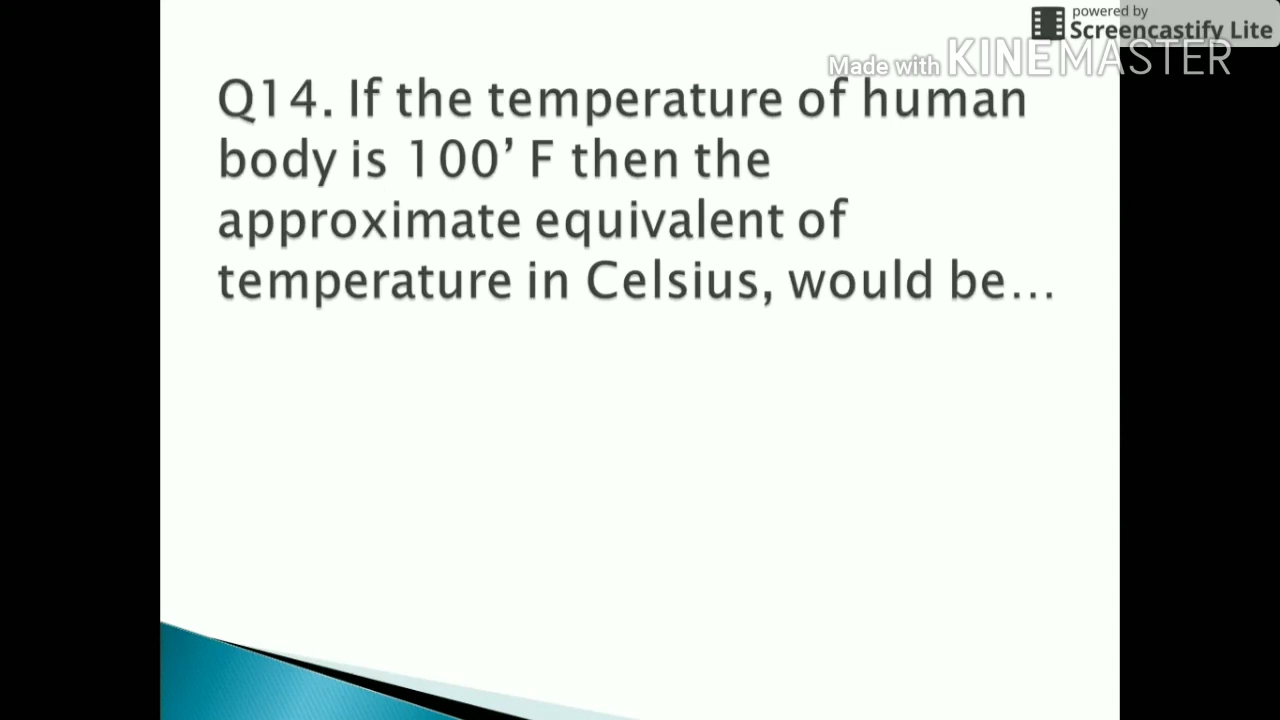 powered by
Screencastify Lite
Made with KINEMASTER
Q14. If the temperature of human
body is 100’ F then the
approximate equivalent of
temperature in Celsius, would be…